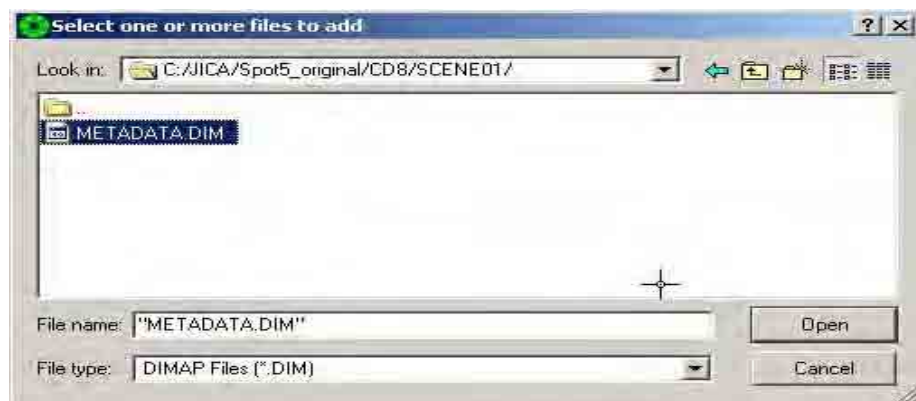 Select one or more files to add
Look in: C:/JICA/Spot5_original/CD8/SCENE01/
..
METADATA.DIM
File name: "METADATA.DIM"
Open
File type: DIMAP Files (*.DIM)
Cancel